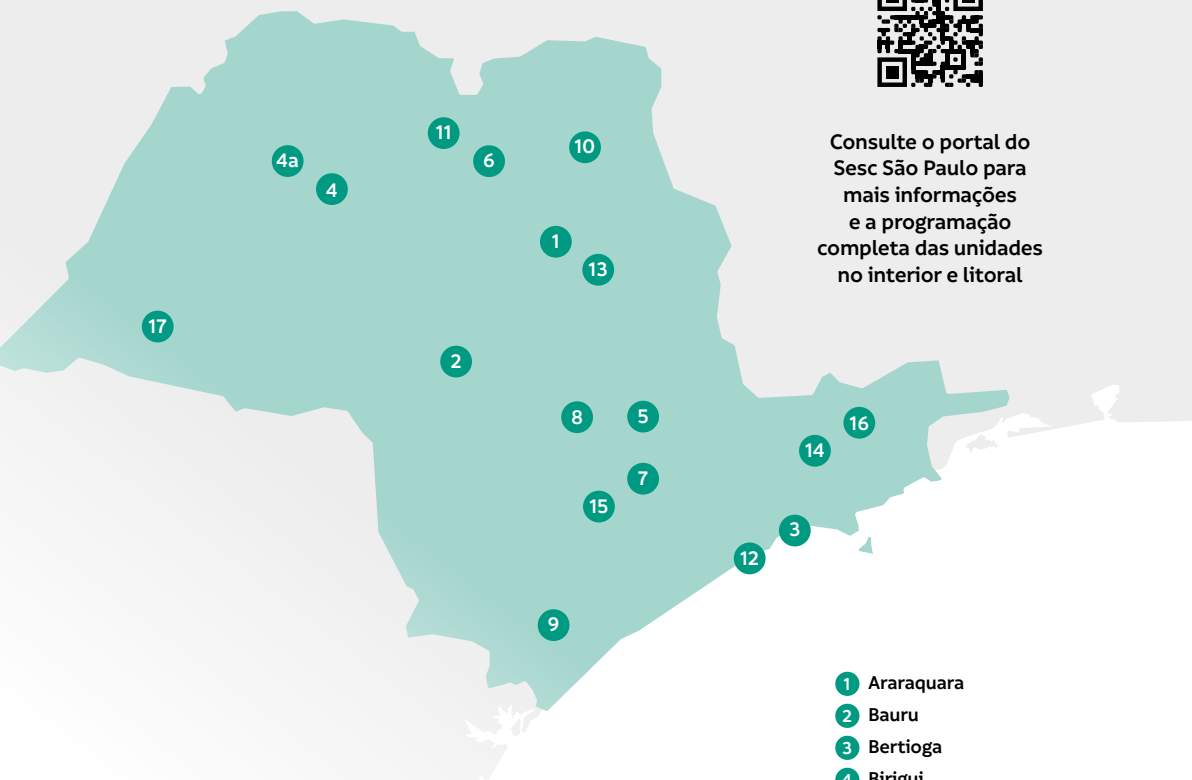 Consulte o portal do
Sesc São Paulo para
mais informações
e a programação
completa das unidades
no interior e litoral
11
10
4a
6
4
1
13
17
2
8
5
16
14
7
15
3
12
9
1 Araraquara
2 Bauru
3 Bertioga
4 Birigui